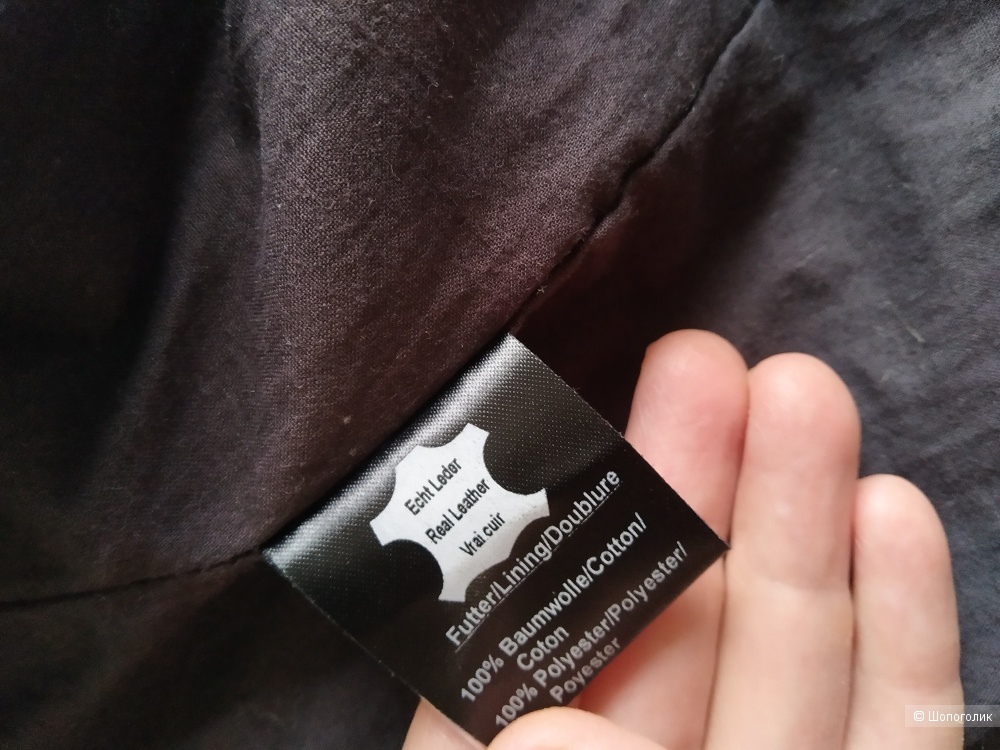 Echt Leder
Real Leather
Vrai cuir
Futter/Lining/Doublure
100% Baumwolle/Cotton/
Coton
100% Polyester/Polyester/
Poyester
© Шопоголик